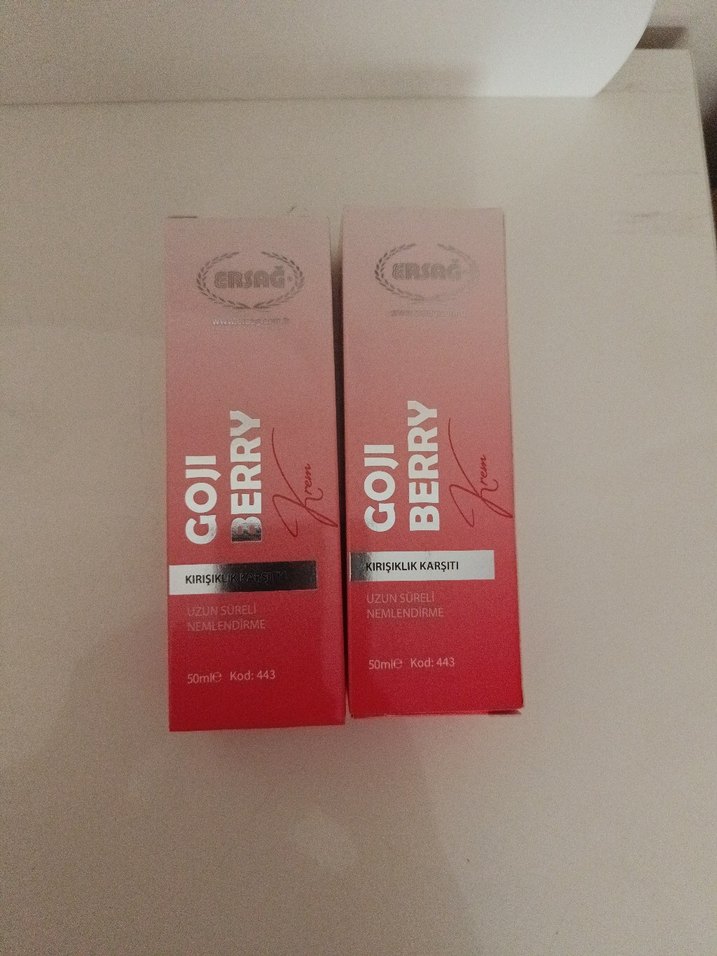 ERSAĞ
GOJI
BERRY
Krem
KIRIŞIKLIK KARŞITI
UZUN SÜRELİ
NEMLENDİRME
50ml℮ Kod: 443
ERSAĞ
GOJI
BERRY
Krem
KIRIŞIKLIK KARŞITI
UZUN SÜRELİ
NEMLENDİRME
50ml℮ Kod: 443